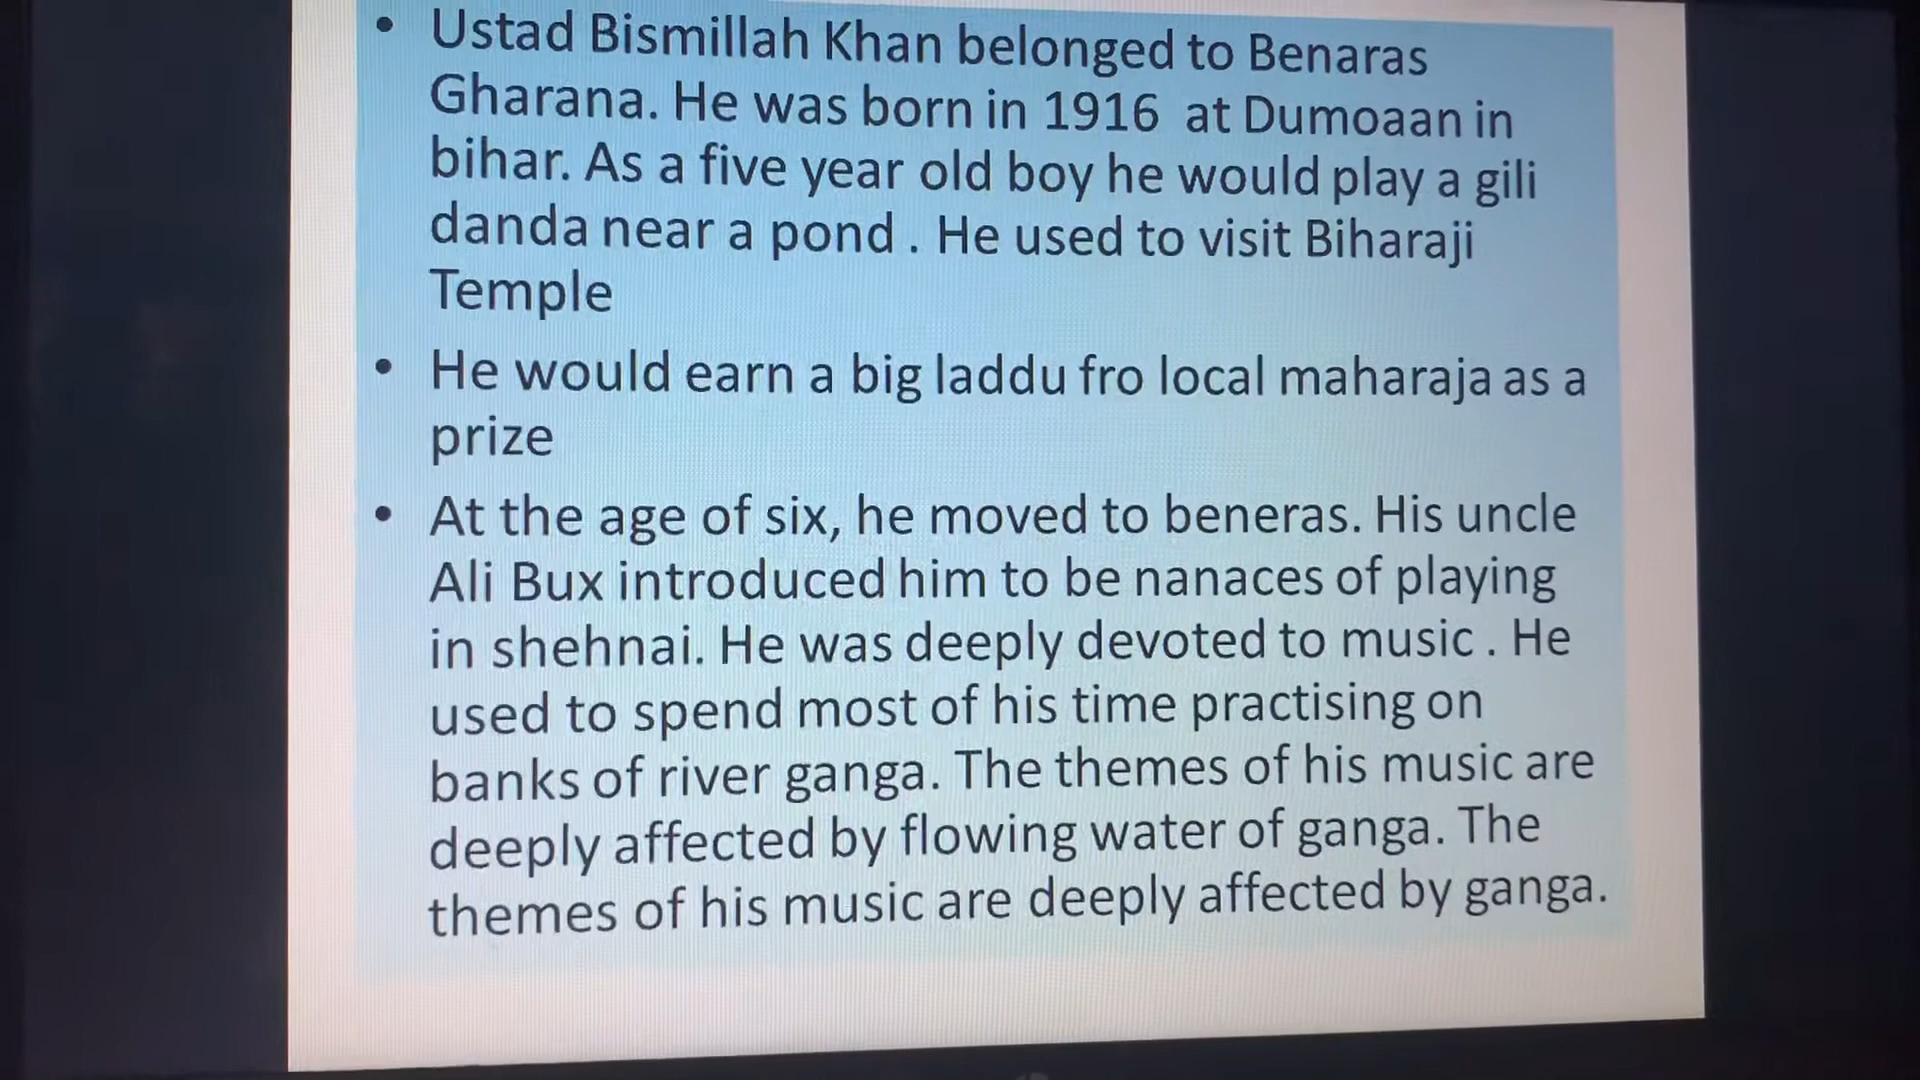 • Ustad Bismillah Khan belonged to Benaras
Gharana. He was born in 1916 at Dumoaan in
bihar. As a five year old boy he would play a gili
danda near a pond . He used to visit Biharaji
Temple
• He would earn a big laddu fro local maharaja as a
prize
• At the age of six, he moved to beneras. His uncle
Ali Bux introduced him to be nanaces of playing
in shehnai. He was deeply devoted to music . He
used to spend most of his time practising on
banks of river ganga. The themes of his music are
deeply affected by flowing water of ganga. The
themes of his music are deeply affected by ganga.